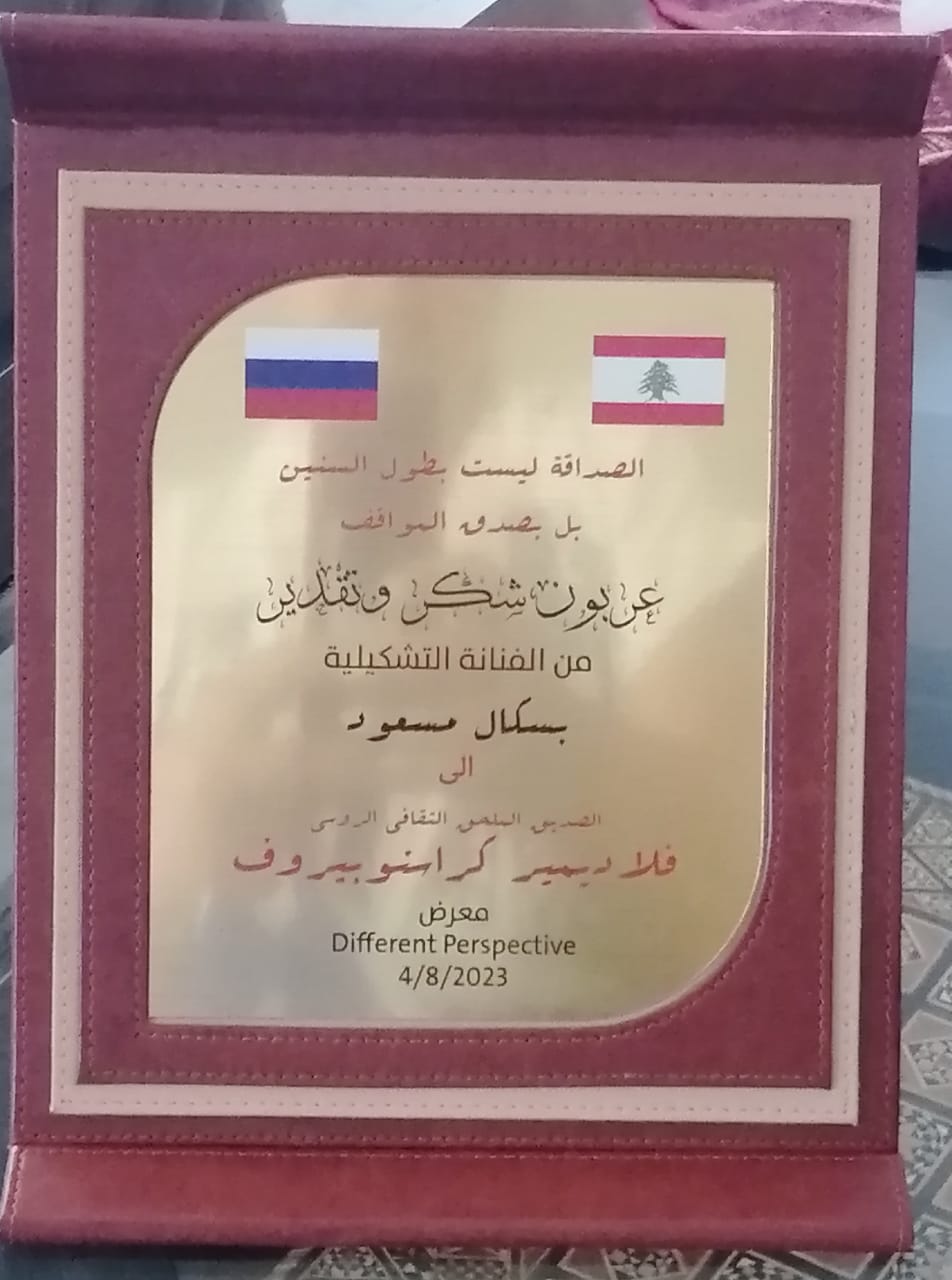 الصداقة ليست بطول السنين
بل بصدق المواقف
عربون شكر وتقدير
من الفنانة التشكيلية
بسكال مسعود
الى
الصديق الملحق الثقافي الروسي
فلاديمير كراسنوبيروف
معرض
Different Perspective
4/8/2023